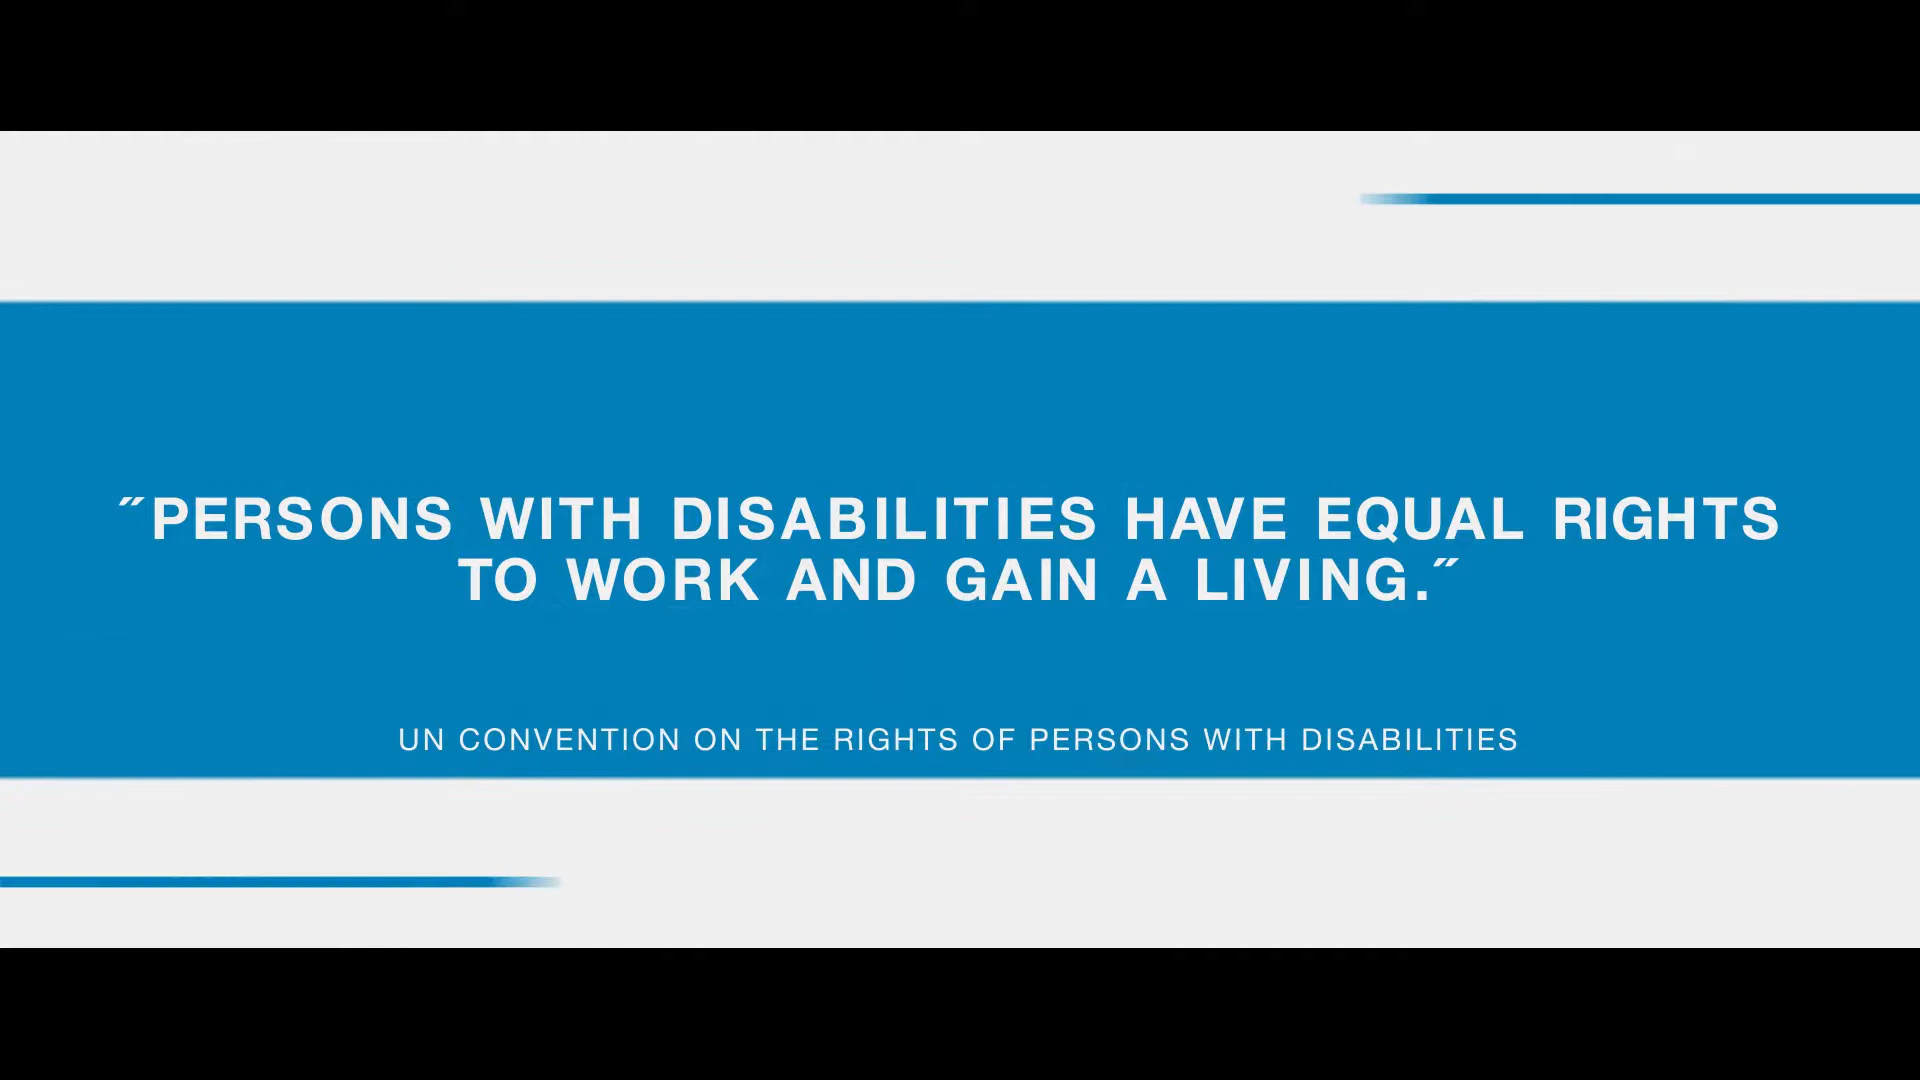 ˝PERSONS WITH DISABILITIES HAVE EQUAL RIGHTS
TO WORK AND GAIN A LIVING.˝
UN CONVENTION ON THE RIGHTS OF PERSONS WITH DISABILITIES